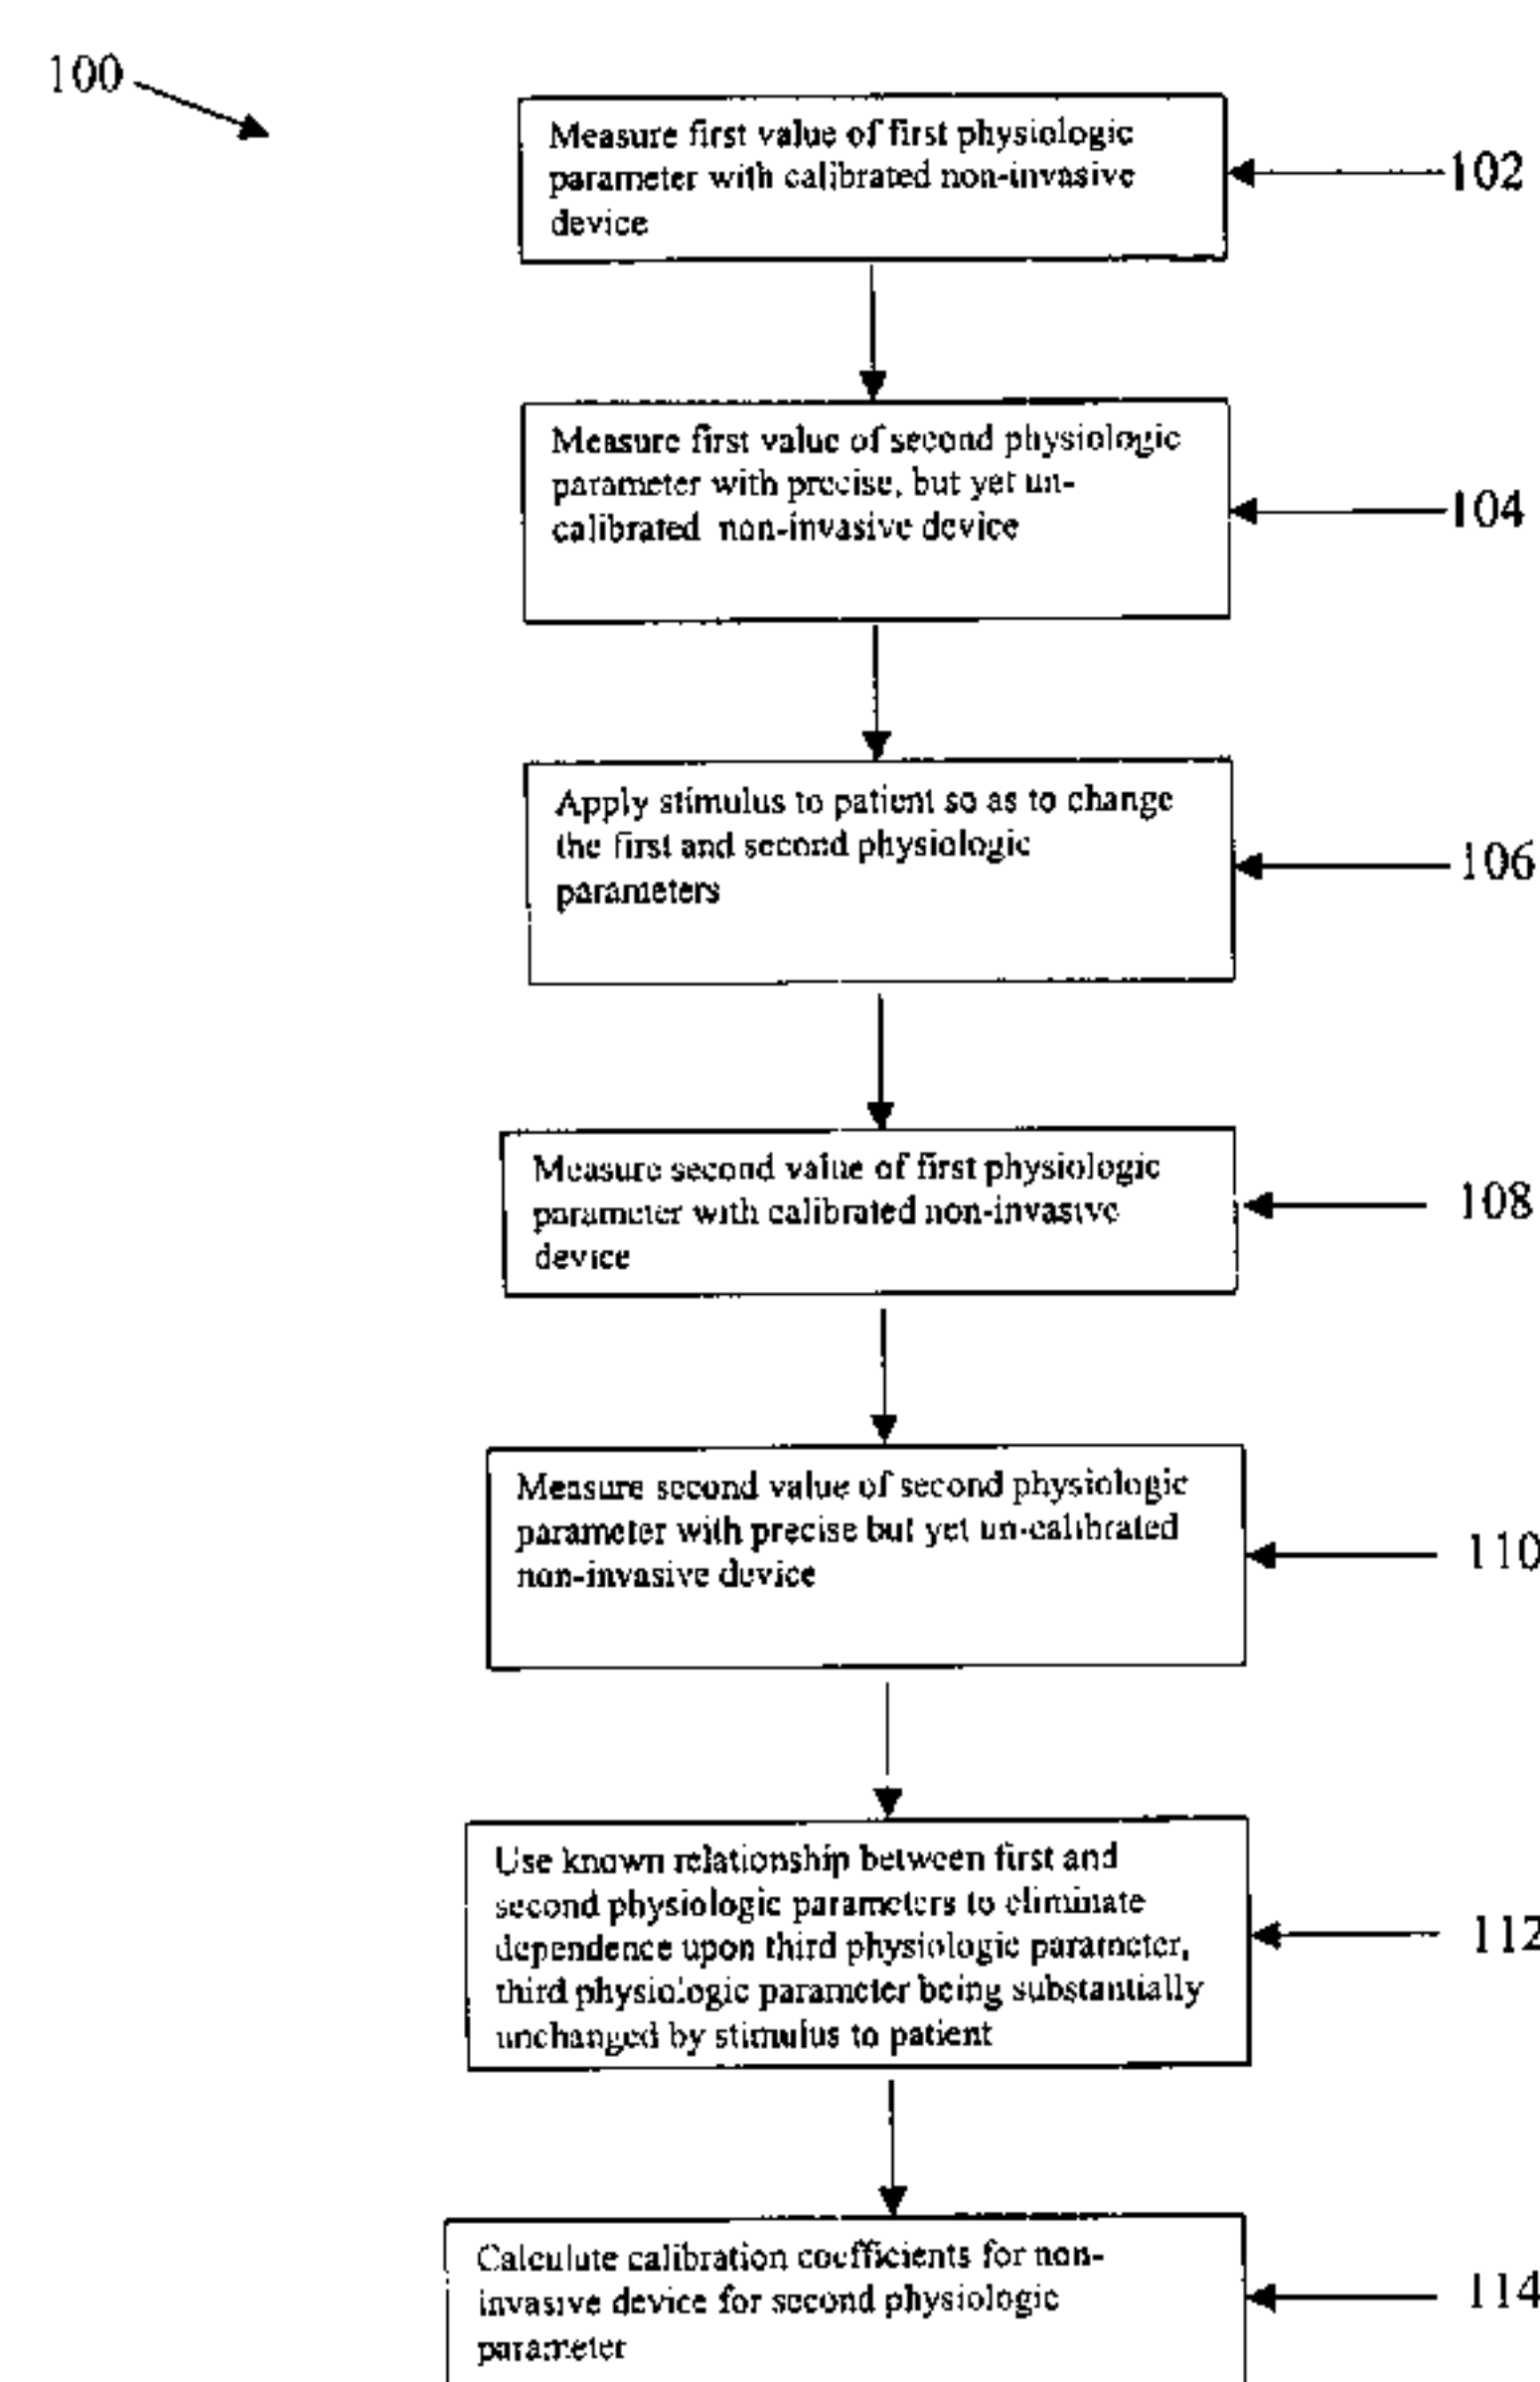 100
Measure first value of first physiologic
parameter with calibrated non-invasive
device
102
Measure first value of second physiologic
parameter with precise, but yet un-
calibrated non-invasive device
104
Apply stimulus to patient so as to change
the first and second physiologic
parameters
106
Measure second value of first physiologic
parameter with calibrated non-invasive
device
108
Measure second value of second physiologic
parameter with precise but yet un-calibrated
non-invasive device
110
Use known relationship between first and
second physiologic parameters to eliminate
dependence upon third physiologic parameter,
third physiologic parameter being substantially
unchanged by stimulus to patient
112
Calculate calibration coefficients for non-
invasive device for second physiologic
parameter
114